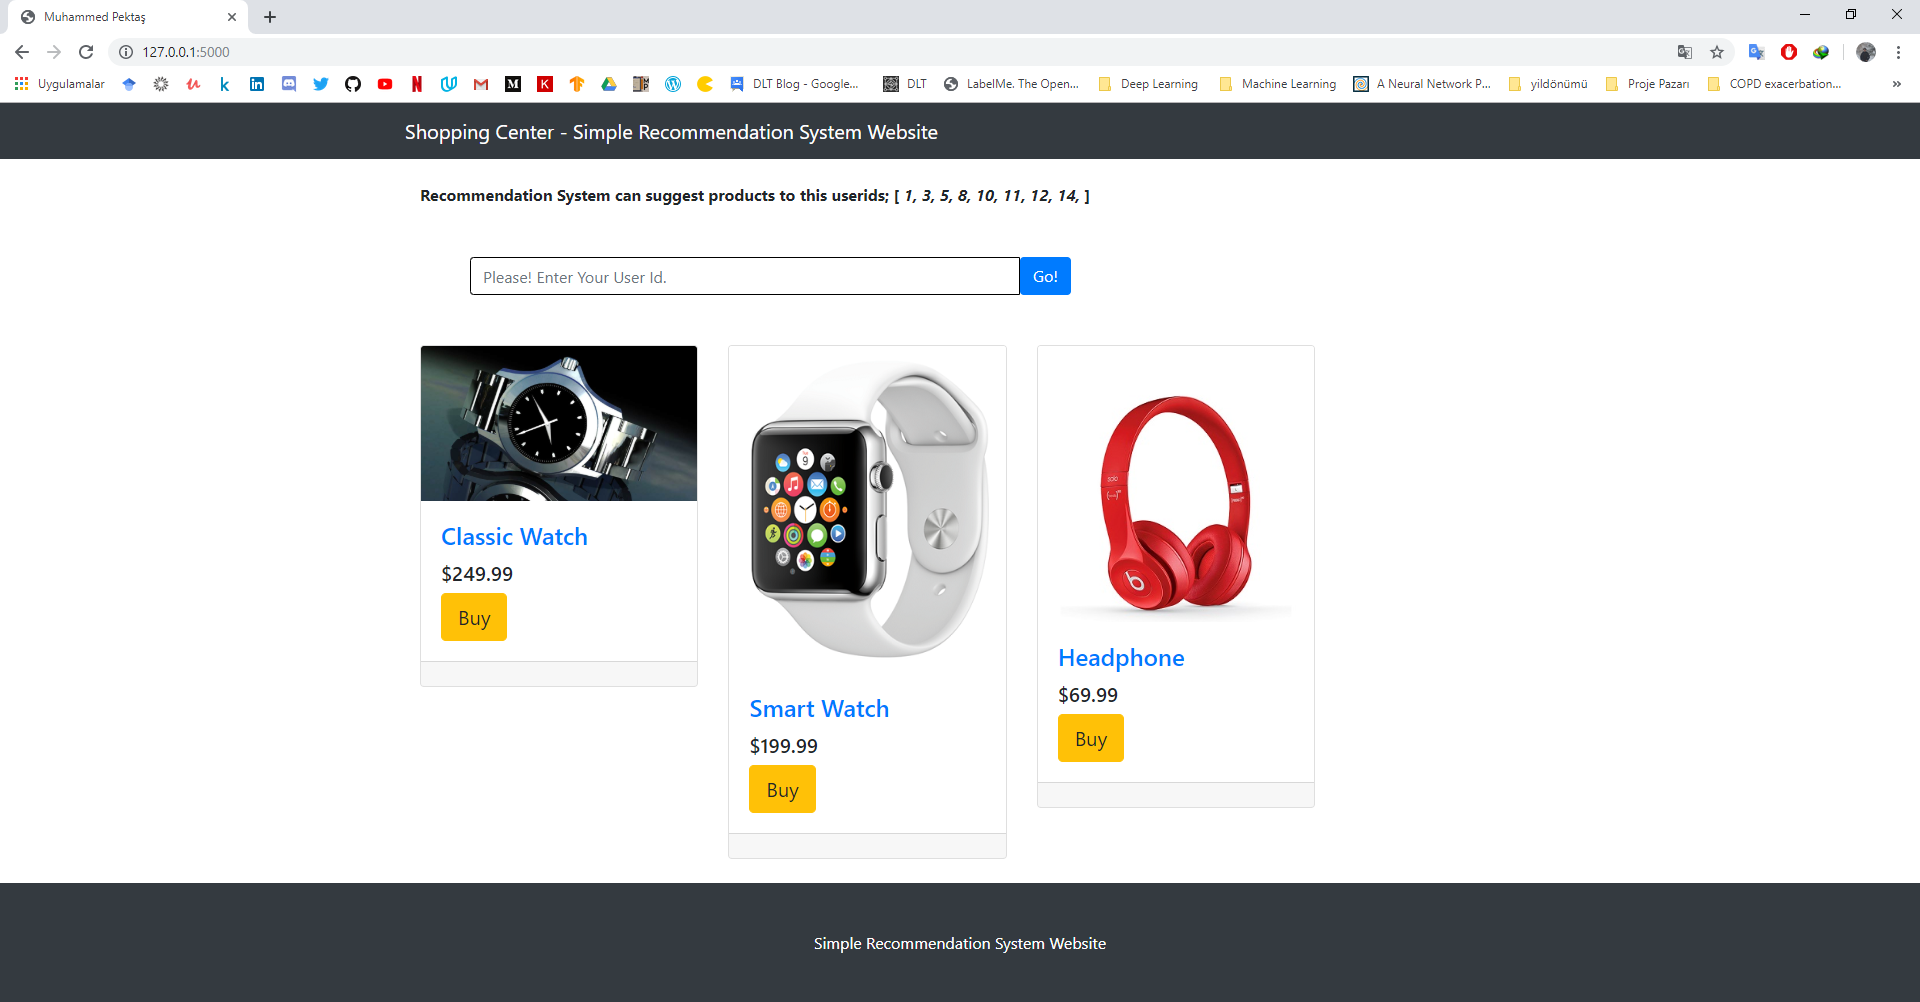 Muhammed Pektaş
127.0.0.1:5000
Uygulamalar
DLT Blog - Google...
DLT
LabelMe. The Open...
Deep Learning
Machine Learning
A Neural Network P...
yildönümü
Proje Pazarı
COPD exacerbation...
Shopping Center - Simple Recommendation System Website
Recommendation System can suggest products to this userids; [ 1, 3, 5, 8, 10, 11, 12, 14, ]
Please! Enter Your User Id.
Go!
Classic Watch
$249.99
Buy
9
Smart Watch
$199.99
Buy
solo
b
Headphone
$69.99
Buy
Simple Recommendation System Website